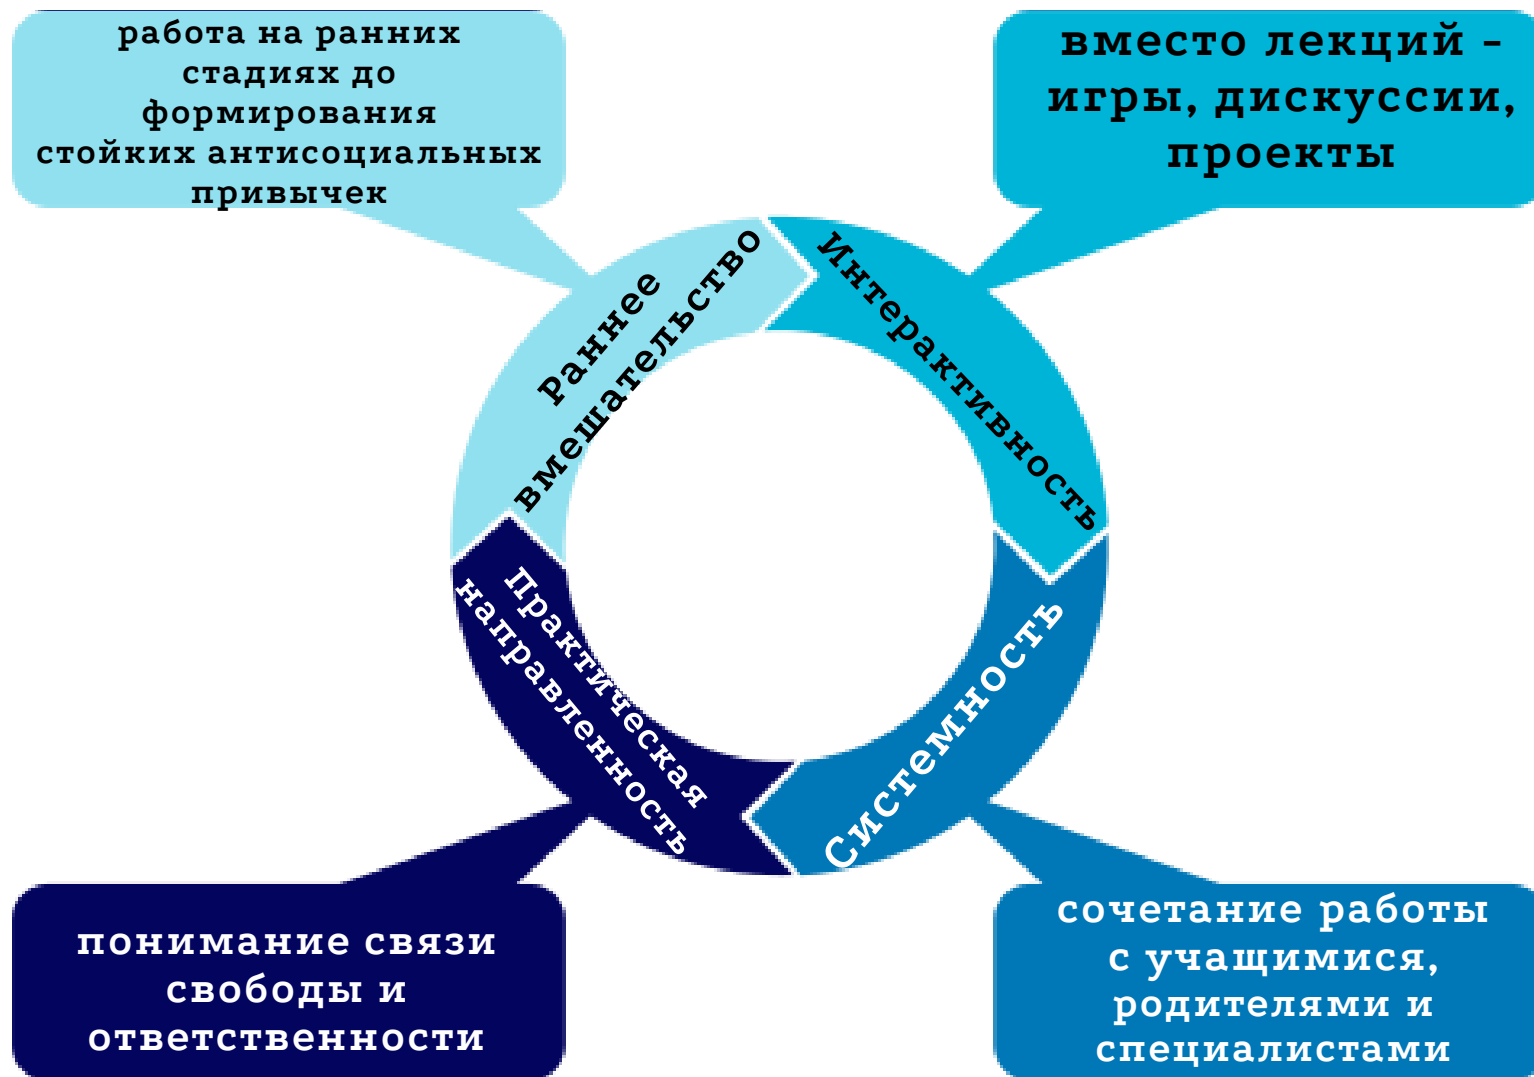 работа на ранних
стадиях до
формирования
стойких антисоциальных
привычек
вместо лекций -
игры, дискуссии,
проекты
Раннее
вмешательство
Интерактивность
Практическая
направленность
Системность
понимание связи
свободы и
ответственности
сочетание работы
с учащимися,
родителями и
специалистами